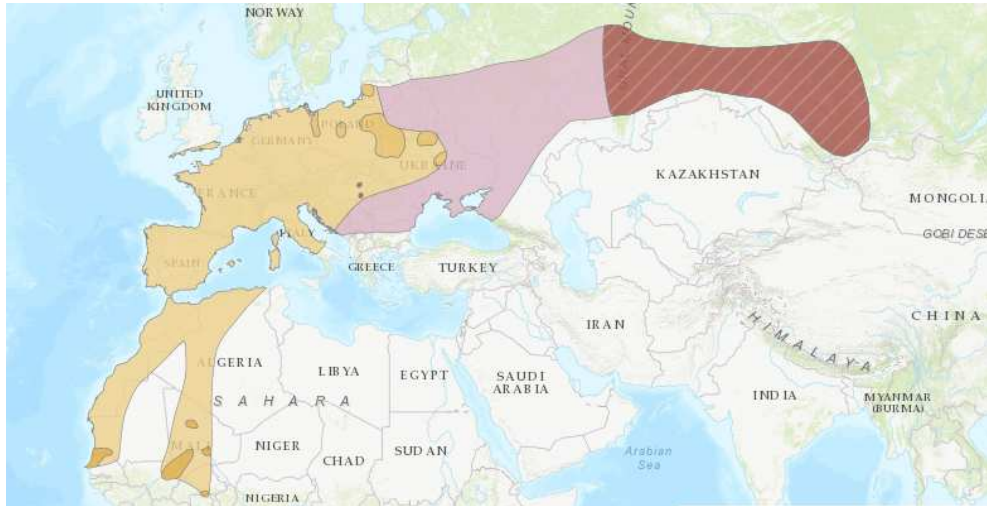 NORWAY
UNITED
KINGDOM
POLAND
GERMANY
UKRAINE
FRANCE
KAZAKHSTAN
MONGOLI
GOBI DESE
ITALY
SPAIN
GREECE
TURKEY
CHINA
IRAN
HIMALAYA
ALGERIA
LIBYA
EGYPT
SAUDI
ARABIA
SAHARA
INDIA
MYANMAR
(BURMA)
MALI
NIGER
CHAD
SUDAN
Arabian
Sea
NIGERIA